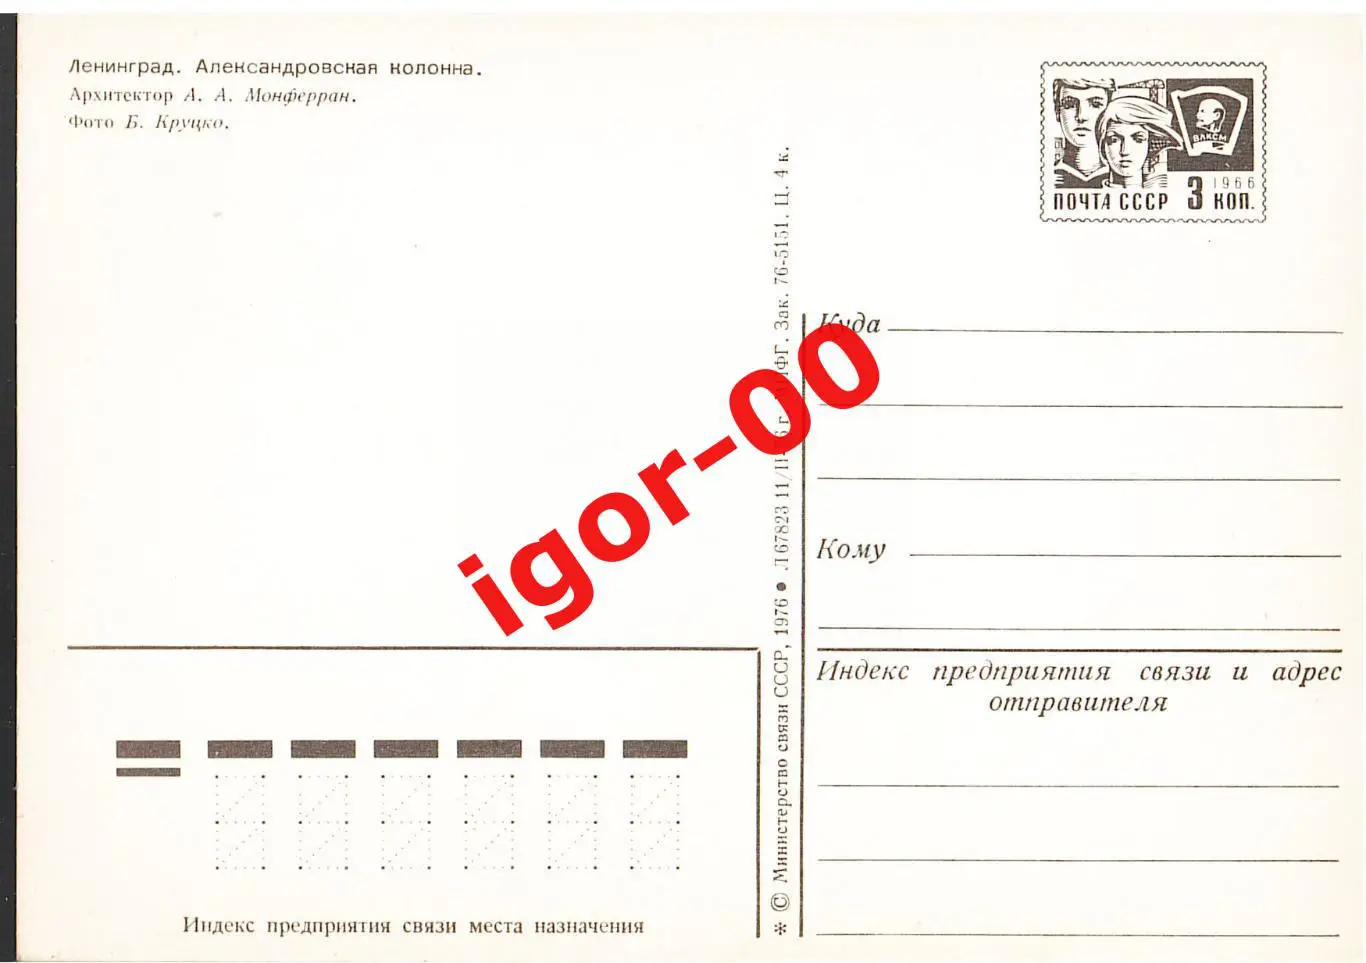 Ленинград. Александровская колонна.
Архитектор А. А. Монферран.
Фото Б. Круцко.
ВЛКСМ
1966
ПОЧТА СССР 3 КОП.
Куда
Кому
Индекс предприятия связи и адрес
отправителя
* © Министерство связи СССР, 1976 ● Л 67823 11/II-76 г. ФГ. Зак. 76-5151. Ц. 4 к.
Индекс предприятия связи места назначения
igor-00